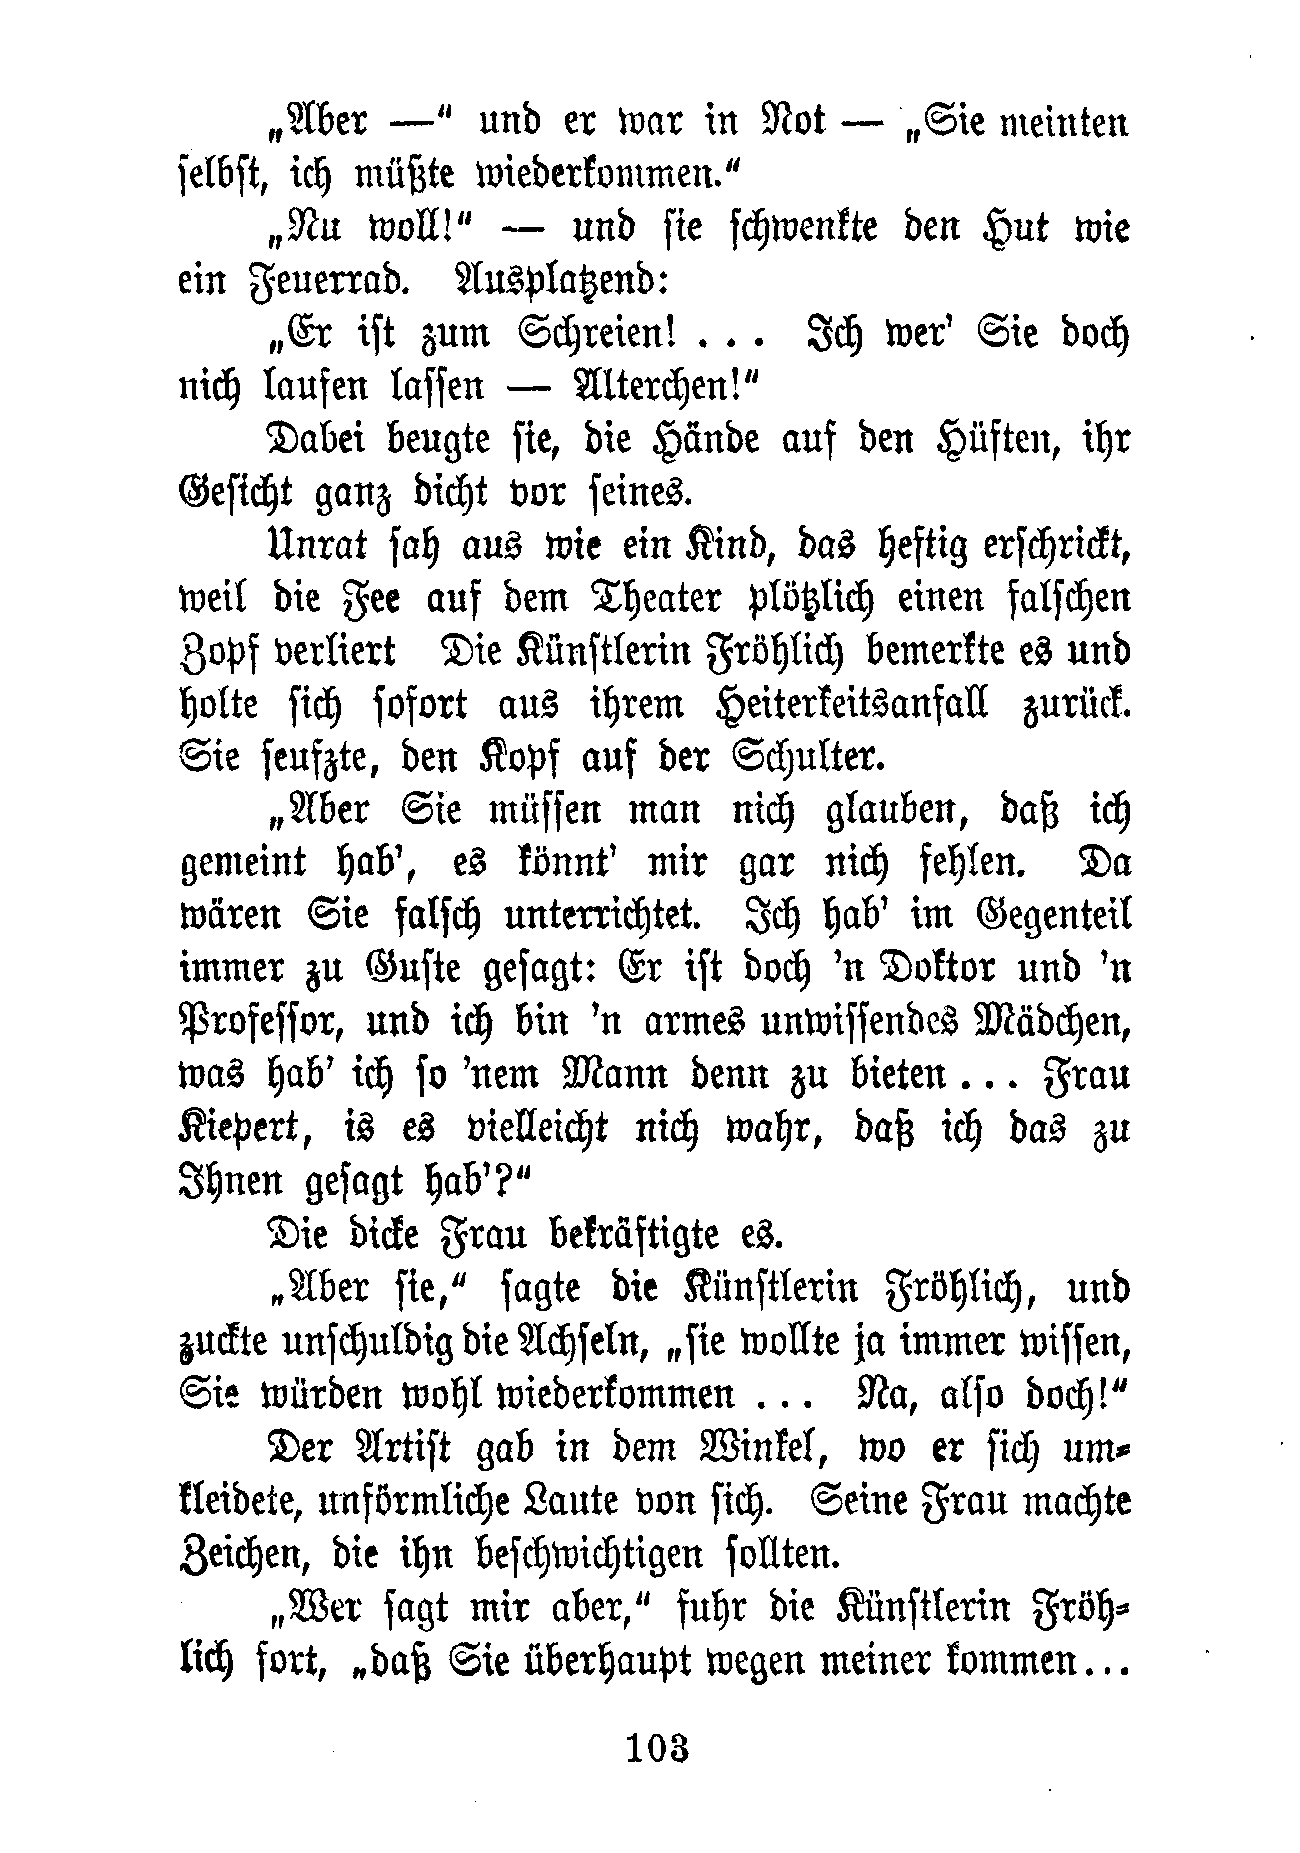 „Aber —“ und er war in Not — „Sie meinten
selbst, ich müßte wiederkommen.“
„Nu woll!“ — und sie schwenkte den Hut wie
ein Feuerrad. Ausplatzend:
„Er ist zum Schreien! . . . Ich wer' Sie doch
nich laufen lassen — Alterchen!“
Dabei beugte sie, die Hände auf den Hüften, ihr
Gesicht ganz dicht vor seines.
Unrat sah aus wie ein Kind, das heftig erschrickt,
weil die Fee auf dem Theater plötzlich einen falschen
Zopf verliert Die Künstlerin Fröhlich bemerkte es und
holte sich sofort aus ihrem Heiterkeitsanfall zurück.
Sie seufzte, den Kopf auf der Schulter.
„Aber Sie müssen man nich glauben, daß ich
gemeint hab', es könnt' mir gar nich fehlen. Da
wären Sie falsch unterrichtet. Ich hab' im Gegenteil
immer zu Guste gesagt: Er ist doch 'n Doktor und 'n
Professor, und ich bin 'n armes unwissendes Mädchen,
was hab' ich so 'nem Mann denn zu bieten . . . Frau
Kiepert, is es vielleicht nich wahr, daß ich das zu
Ihnen gesagt hab'?“
Die dicke Frau bekräftigte es.
„Aber sie,“ sagte die Künstlerin Fröhlich, und
zuckte unschuldig die Achseln, „sie wollte ja immer wissen,
Sie würden wohl wiederkommen . . . Na, also doch!“
Der Artist gab in dem Winkel, wo er sich um-
kleidete, unförmliche Laute von sich. Seine Frau machte
Zeichen, die ihn beschwichtigen sollten.
„Wer sagt mir aber,“ fuhr die Künstlerin Fröh-
lich fort, „daß Sie überhaupt wegen meiner kommen...
103